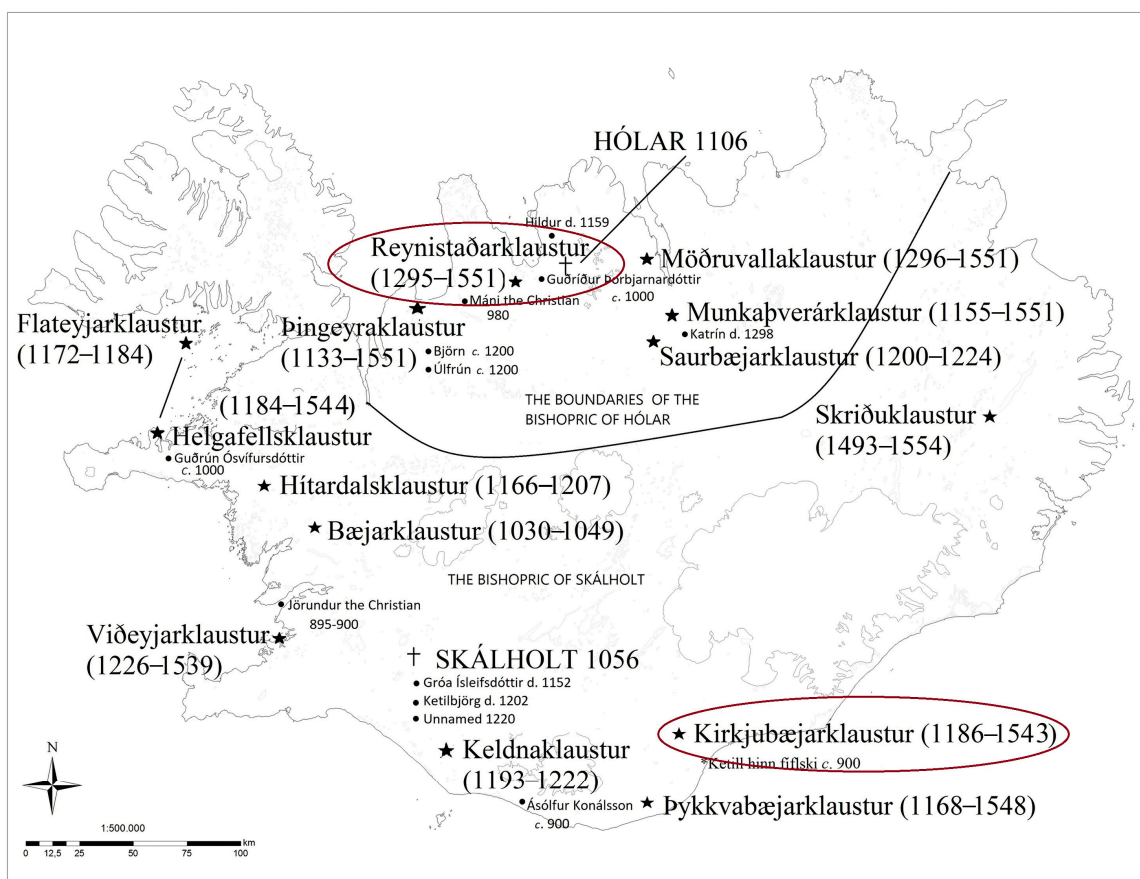 HÓLAR 1106
Hildur d. 1159
Reynistaðarklaustur
(1295–1551)
Guðríður Þorbjarnardóttir
c. 1000
Máni the Christian
980
Möðruvallaklaustur (1296–1551)
Munkaþverárklaustur (1155–1551)
Katrín d. 1298
Saurbæjarklaustur (1200–1224)
Flateyjarklaustur
(1172–1184)
Þingeyraklaustur
(1133–1551)
Björn c. 1200
Úlfrún c. 1200
THE BOUNDARIES OF THE
BISHOPRIC OF HÓLAR
Skriðuklaustur
(1493–1554)
(1184–1544)
Helgafellsklaustur
Guðrún Ósvífursdóttir
c. 1000
Hítardalsklaustur (1166–1207)
Bæjarklaustur (1030–1049)
THE BISHOPRIC OF SKÁLHOLT
Jörundur the Christian
895-900
Viðeyjarklaustur
(1226–1539)
SKÁLHOLT 1056
Gróa Ísleifsdóttir d. 1152
Ketilbjörg d. 1202
Unnamed 1220
Keldnaklaustur
(1193–1222)
Kirkjubæjarklaustur (1186–1543)
*Ketill hinn fíflski c. 900
Ásólfur Konálsson
c. 900
Þykkvabæjarklaustur (1168–1548)
N
1:500.000
km
0 12,5 25 50 75 100